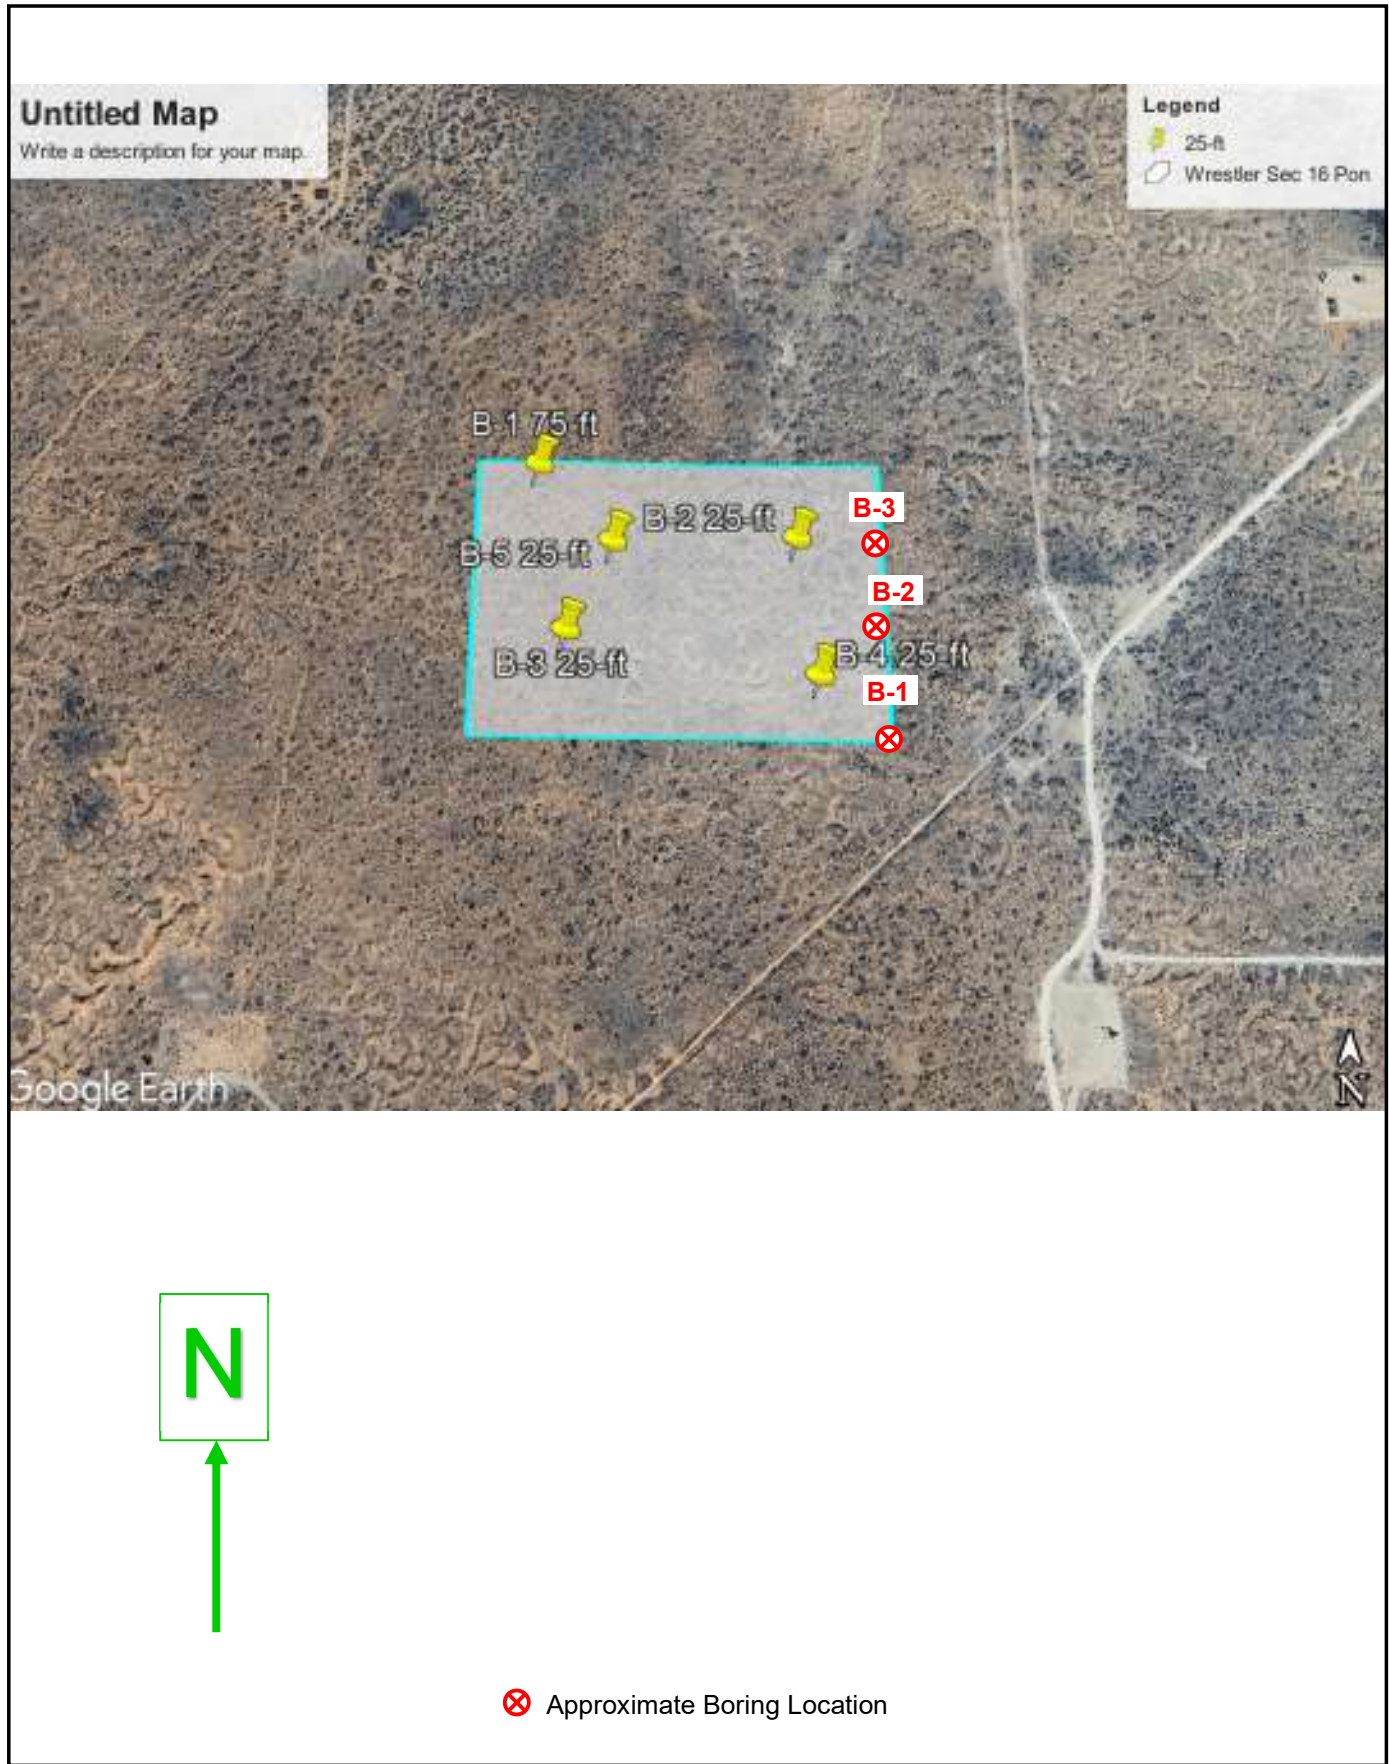 Untitled Map
Write a description for your map.
Legend
25-ft
Wrestler Sec 16 Pon
B-1 75 ft
B-3
B-2 25-ft
B-5 25-ft
B-2
B-4 25-ft
B-3 25-ft
B-1
Google Earth
N
N
Approximate Boring Location